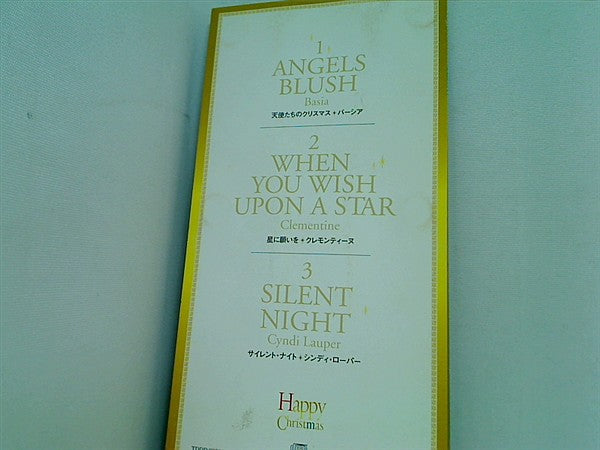 1
ANGELS
BLUSH
Basia
天使たちのクリスマス+バーシア
2
WHEN
YOU WISH
UPON A STAR
Clementine
星に願いを+クレモンティーヌ
3
SILENT
NIGHT
Cyndi Lauper
サイレント・ナイト+シンディ・ローパー
Happy
Christmas